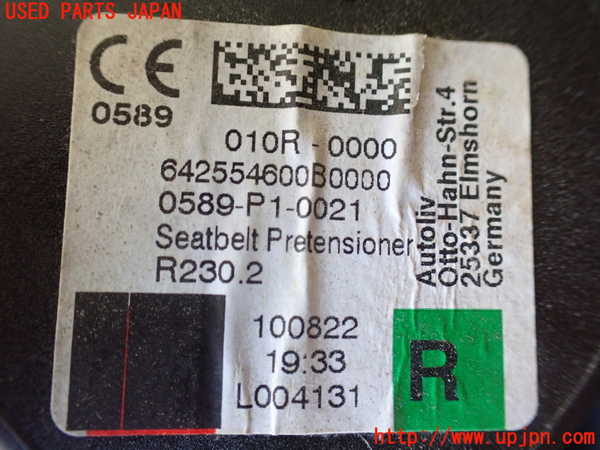 USED PARTS JAPAN
CE
0589
010R - 0000
642554600B0000
0589-P1-0021
Seatbelt Pretensioner
R230.2
100822
19:33
L004131
R
Autoliv
Otto-Hahn-Str.4
25337 Elmshorn
Germany
http://www.upjpn.com/